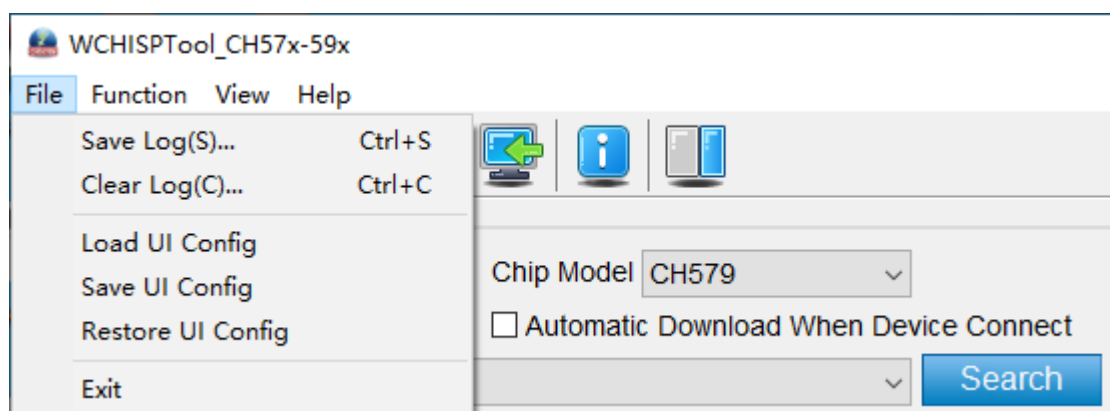 WCHISPTool_CH57x-59x
File Function View Help
Save Log(S)... Ctrl+S
Clear Log(C)... Ctrl+C
Load UI Config
Save UI Config
Restore UI Config
Exit
Chip Model CH579
Automatic Download When Device Connect
Search